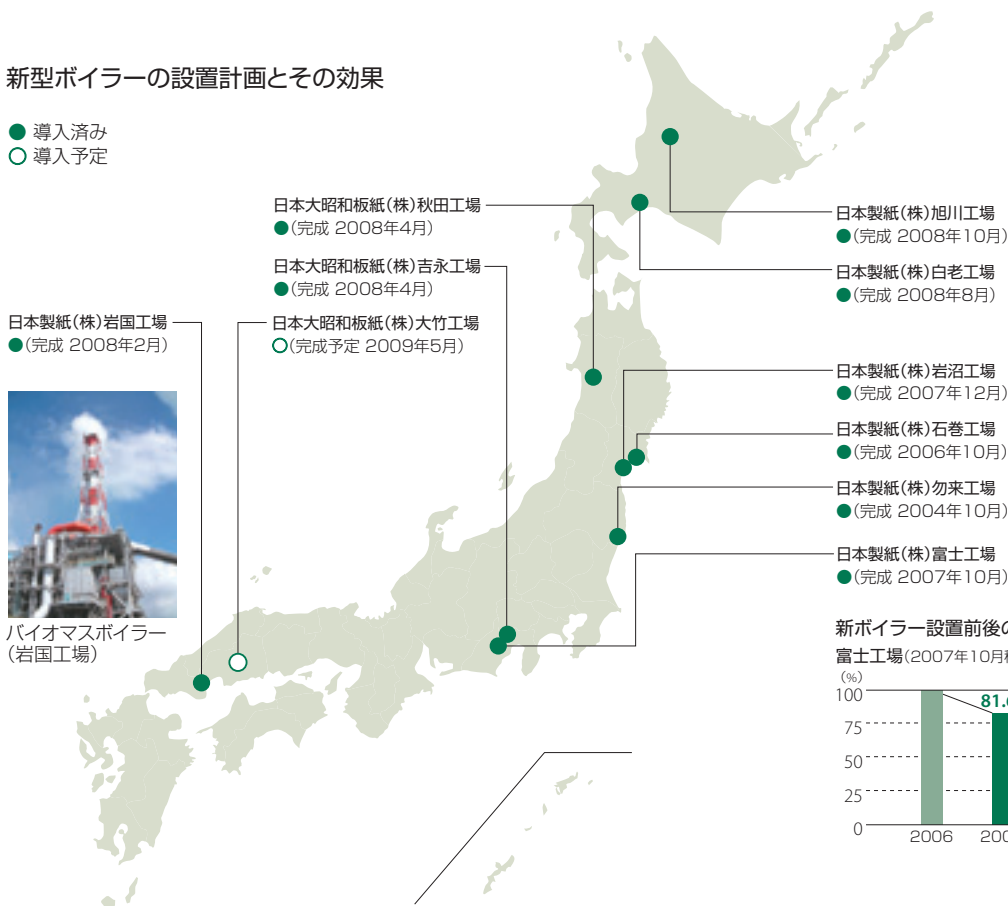 新型ボイラーの設置計画とその効果
● 導入済み
○ 導入予定
日本大昭和板紙(株)秋田工場
●(完成 2008年4月)
日本大昭和板紙(株)吉永工場
●(完成 2008年4月)
日本製紙(株)岩国工場
●(完成 2008年2月)
日本大昭和板紙(株)大竹工場
○(完成予定 2009年5月)
バイオマスボイラー
(岩国工場)
日本製紙(株)旭川工場
●(完成 2008年10月)
日本製紙(株)白老工場
●(完成 2008年8月)
日本製紙(株)岩沼工場
●(完成 2007年12月)
日本製紙(株)石巻工場
●(完成 2006年10月)
日本製紙(株)勿来工場
●(完成 2004年10月)
日本製紙(株)富士工場
●(完成 2007年10月)
新ボイラー設置前後の
富士工場(2007年10月
(%)
100
81.
75
50
25
0
2006